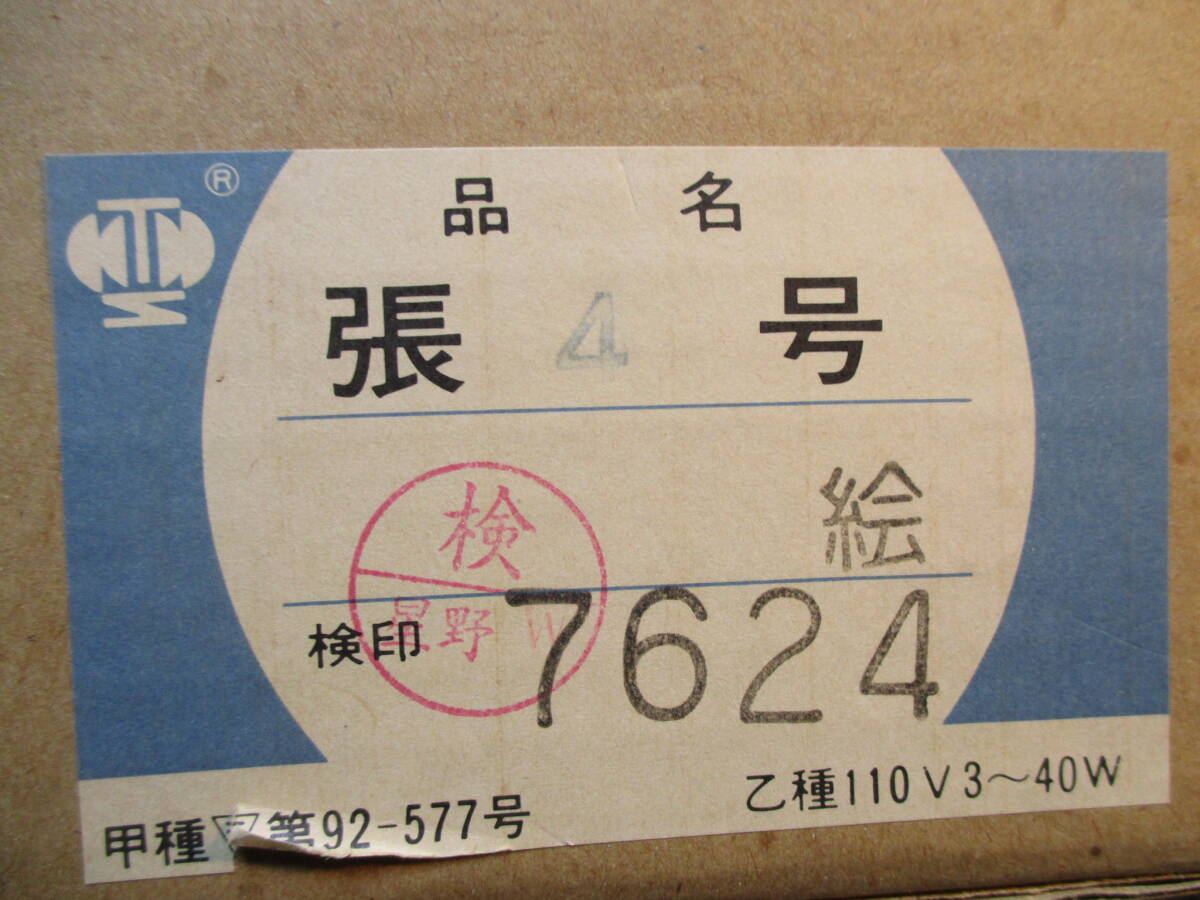 ®
品 名
張 4 号
絵
検
星野 W
検印 7624
乙種110V3～40W
甲種 第92-577号